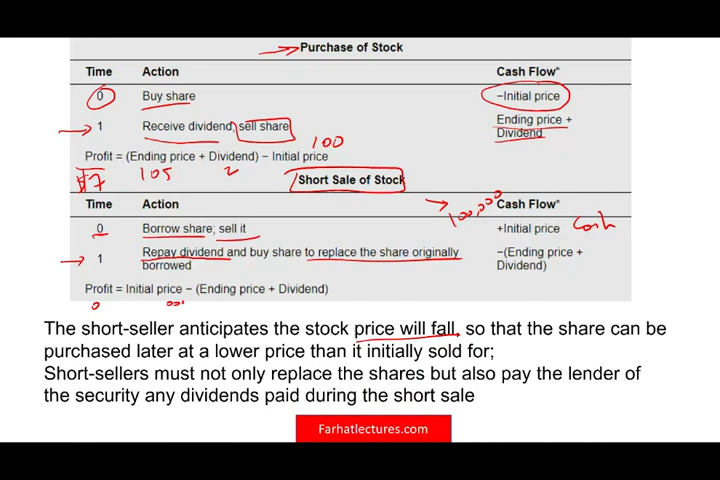 Purchase of Stock
Time Action Cash Flow*
0 Buy share −Initial price
1 Receive dividend, sell share Ending price + Dividend
100
Profit = (Ending price + Dividend) − Initial price
$7 105 2
Short Sale of Stock
Time Action 100,000 Cash Flow*
0 Borrow share; sell it +Initial price Cash
1 Repay dividend and buy share to replace the share originally borrowed −(Ending price + Dividend)
Profit = Initial price − (Ending price + Dividend)
The short-seller anticipates the stock price will fall, so that the share can be
purchased later at a lower price than it initially sold for;
Short-sellers must not only replace the shares but also pay the lender of
the security any dividends paid during the short sale
Farhatlectures.com